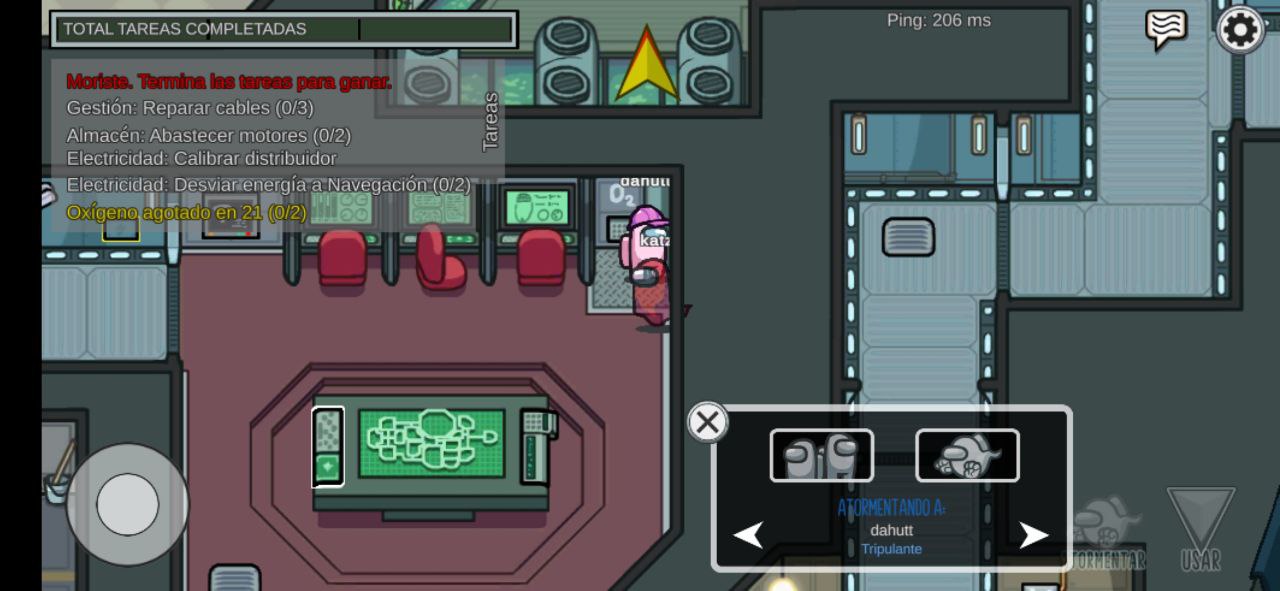 TOTAL TAREAS COMPLETADAS
Ping: 206 ms
Moriste. Termina las tareas para ganar.
Gestión: Reparar cables (0/3)
Almacén: Abastecer motores (0/2)
Electricidad: Calibrar distribuidor
Electricidad: Desviar energía a Navegación (0/2)
Oxígeno agotado en 21 (0/2)
Tareas
dahutt
O₂
katz
ATORMENTANDO A:
dahutt
Tripulante
ATORMENTAR
USAR